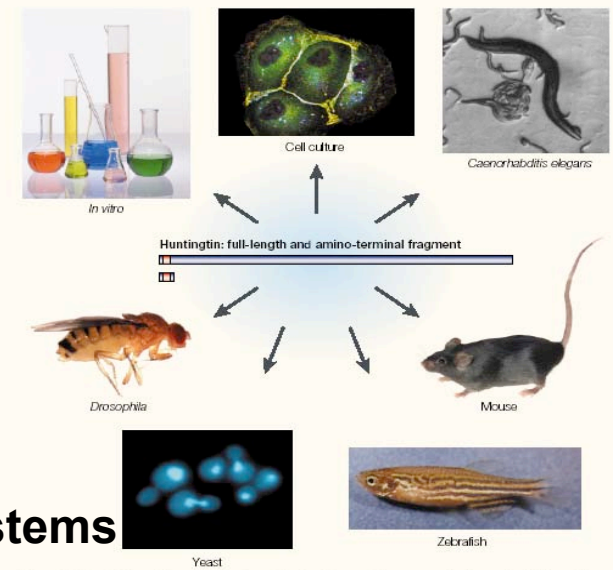 In vitro
Cell culture
Caenorhabditis elegans
Huntingtin: full-length and amino-terminal fragment
Drosophila
Mouse
stems
Yeast
Zebrafish